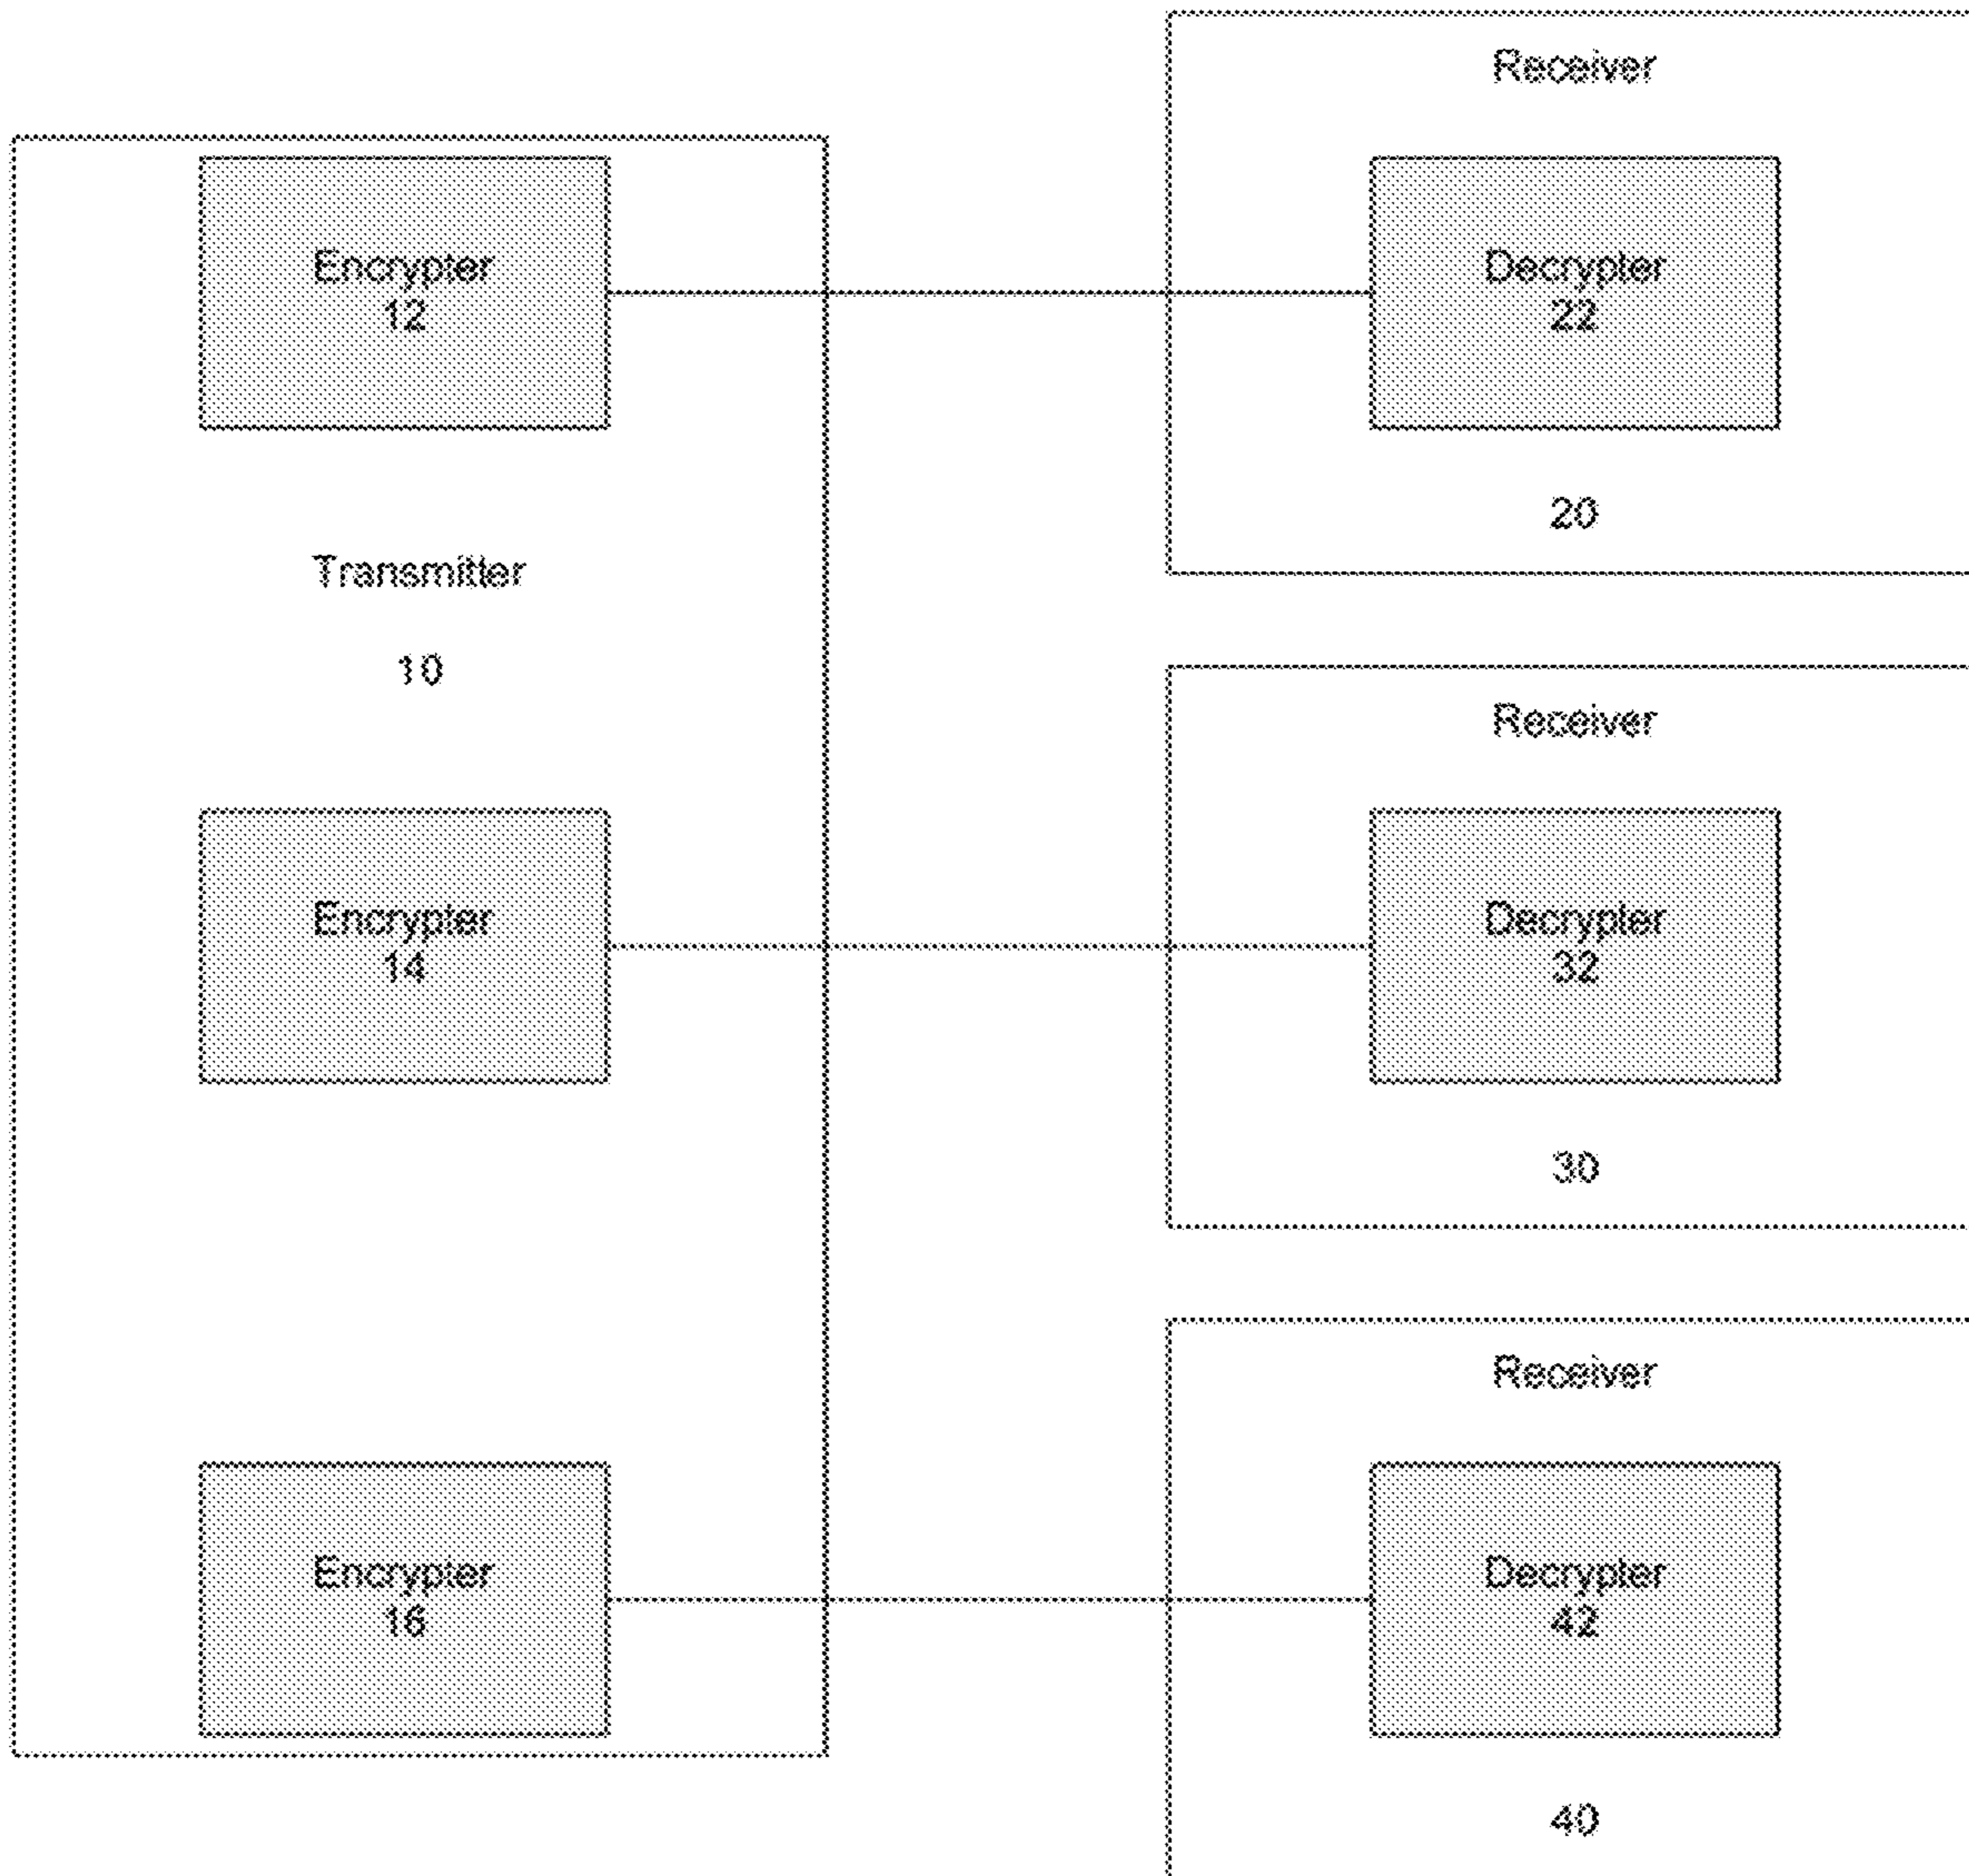 Receiver
Encrypter
12
Decrypter
22
20
Transmitter
10
Receiver
Encrypter
14
Decrypter
32
30
Receiver
Encrypter
16
Decrypter
42
40